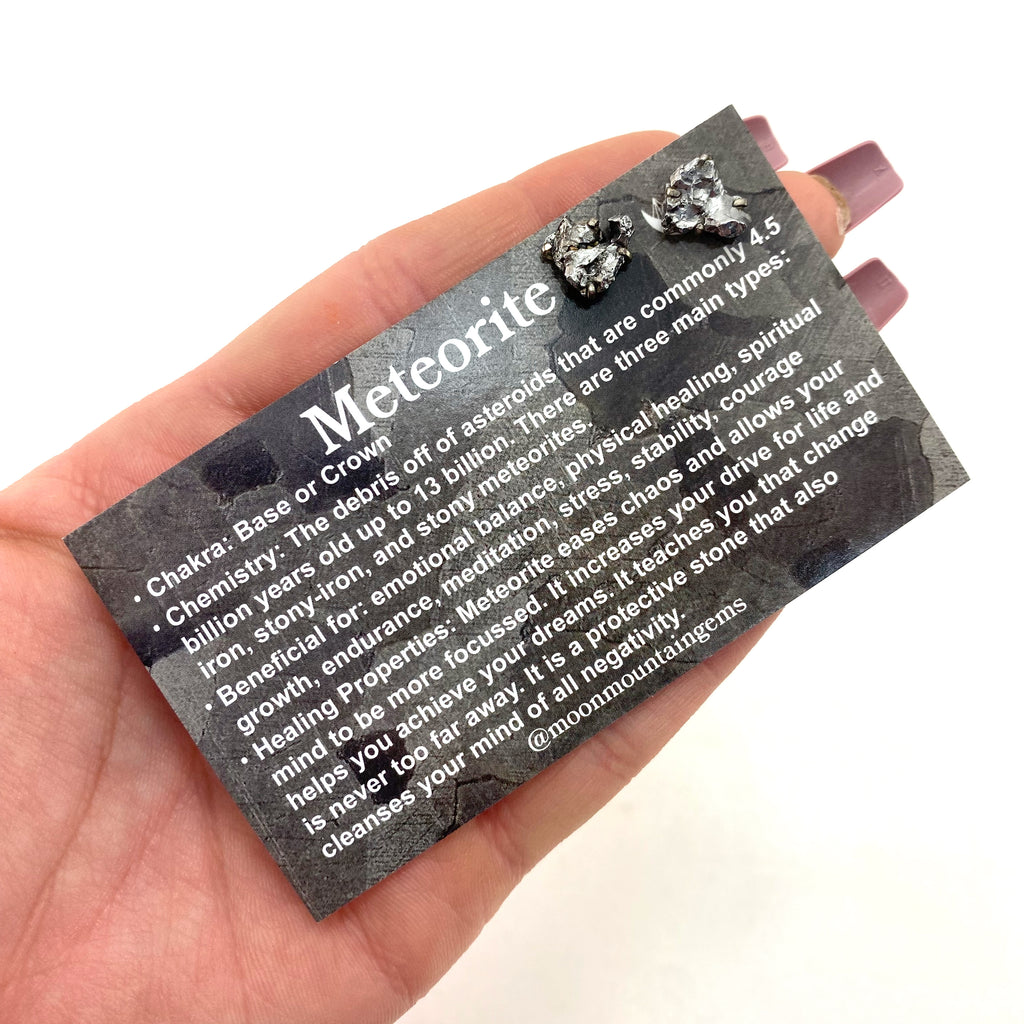 Meteorite
• Chakra: Base or Crown
• Chemistry: The debris off of asteroids that are commonly 4.5
billion years old up to 13 billion. There are three main types:
iron, stony-iron, and stony meteorites.
• Beneficial for: emotional balance, physical healing, spiritual
growth, endurance, meditation, stress, stability, courage
• Healing Properties: Meteorite eases chaos and allows your
mind to be more focussed. It increases your drive for life and
helps you achieve your dreams. It teaches you that change
is never too far away. It is a protective stone that also
cleanses your mind of all negativity.
@moonmountaingems